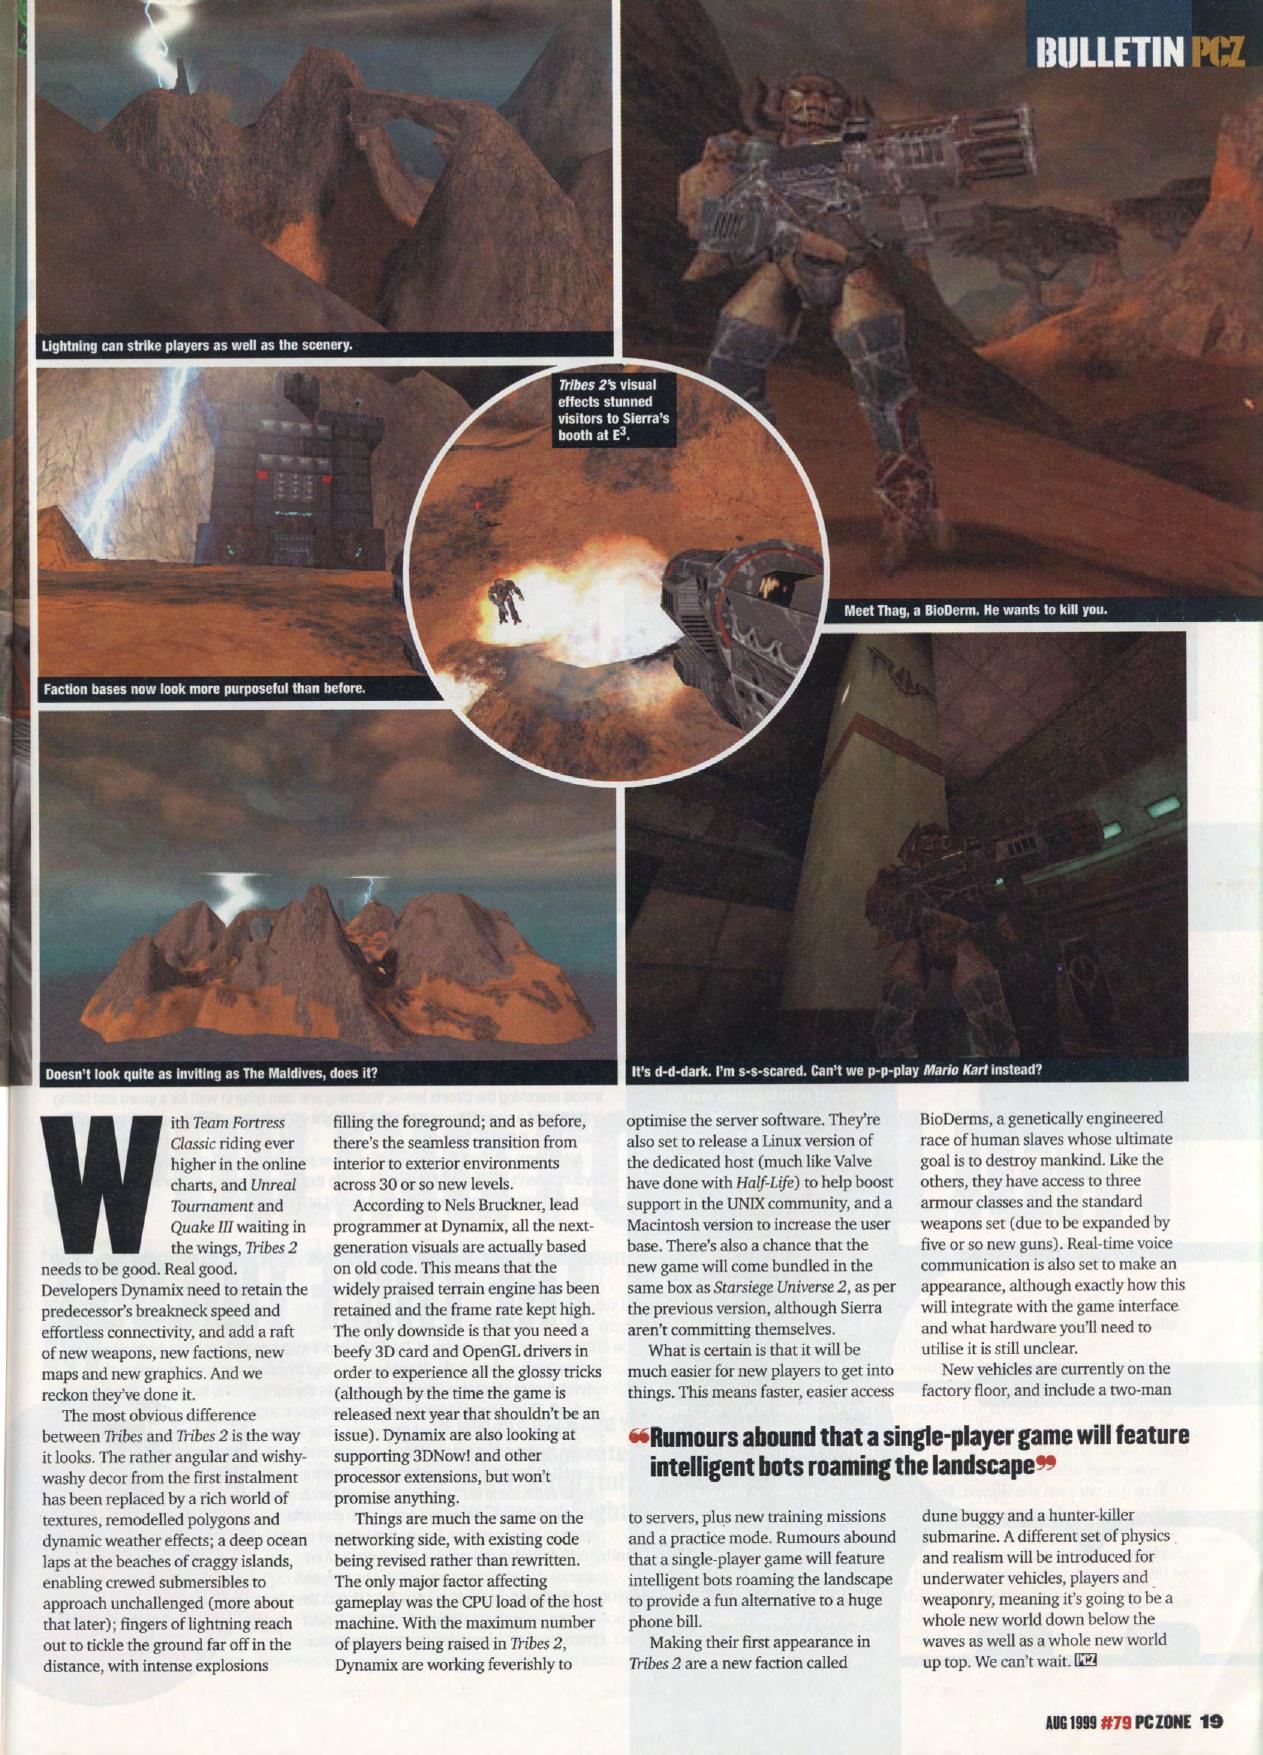 BULLETIN PCZ
Lightning can strike players as well as the scenery.
Tribes 2's visual
effects stunned
visitors to Sierra's
booth at E3.
Meet Thag, a BioDerm. He wants to kill you.
Faction bases now look more purposeful than before.
Doesn't look quite as inviting as The Maldives, does it?
It's d-d-dark. I'm s-s-scared. Can't we p-p-play Mario Kart instead?
With Team Fortress
Classic riding ever
higher in the online
charts, and Unreal
Tournament and
Quake III waiting in
the wings, Tribes 2
needs to be good. Real good.
Developers Dynamix need to retain the
predecessor's breakneck speed and
effortless connectivity, and add a raft
of new weapons, new factions, new
maps and new graphics. And we
reckon they've done it.
The most obvious difference
between Tribes and Tribes 2 is the way
it looks. The rather angular and wishy-
washy decor from the first instalment
has been replaced by a rich world of
textures, remodelled polygons and
dynamic weather effects; a deep ocean
laps at the beaches of craggy islands,
enabling crewed submersibles to
approach unchallenged (more about
that later); fingers of lightning reach
out to tickle the ground far off in the
distance, with intense explosions
filling the foreground; and as before,
there's the seamless transition from
interior to exterior environments
across 30 or so new levels.
According to Nels Bruckner, lead
programmer at Dynamix, all the next-
generation visuals are actually based
on old code. This means that the
widely praised terrain engine has been
retained and the frame rate kept high.
The only downside is that you need a
beefy 3D card and OpenGL drivers in
order to experience all the glossy tricks
(although by the time the game is
released next year that shouldn't be an
issue). Dynamix are also looking at
supporting 3DNow! and other
processor extensions, but won't
promise anything.
Things are much the same on the
networking side, with existing code
being revised rather than rewritten.
The only major factor affecting
gameplay was the CPU load of the host
machine. With the maximum number
of players being raised in Tribes 2,
Dynamix are working feverishly to
optimise the server software. They're
also set to release a Linux version of
the dedicated host (much like Valve
have done with Half-Life) to help boost
support in the UNIX community, and a
Macintosh version to increase the user
base. There's also a chance that the
new game will come bundled in the
same box as Starsiege Universe 2, as per
the previous version, although Sierra
aren't committing themselves.
What is certain is that it will be
much easier for new players to get into
things. This means faster, easier access
to servers, plus new training missions
and a practice mode. Rumours abound
that a single-player game will feature
intelligent bots roaming the landscape
to provide a fun alternative to a huge
phone bill.
Making their first appearance in
Tribes 2 are a new faction called
BioDerms, a genetically engineered
race of human slaves whose ultimate
goal is to destroy mankind. Like the
others, they have access to three
armour classes and the standard
weapons set (due to be expanded by
five or so new guns). Real-time voice
communication is also set to make an
appearance, although exactly how this
will integrate with the game interface
and what hardware you'll need to
utilise it is still unclear.
New vehicles are currently on the
factory floor, and include a two-man
dune buggy and a hunter-killer
submarine. A different set of physics
and realism will be introduced for
underwater vehicles, players and
weaponry, meaning it's going to be a
whole new world down below the
waves as well as a whole new world
up top. We can't wait. PCZ
“Rumours abound that a single-player game will feature
intelligent bots roaming the landscape”
AUG 1999 #79 PC ZONE 19